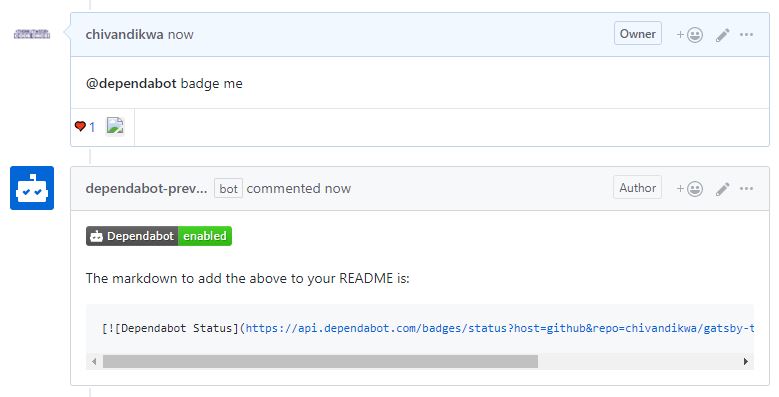 chivandikwa now
Owner
@dependabot badge me
1
dependabot-prev... bot commented now
Author
Dependabot enabled
The markdown to add the above to your README is:
[![Dependabot Status](https://api.dependabot.com/badges/status?host=github&repo=chivandikwa/gatsby-t